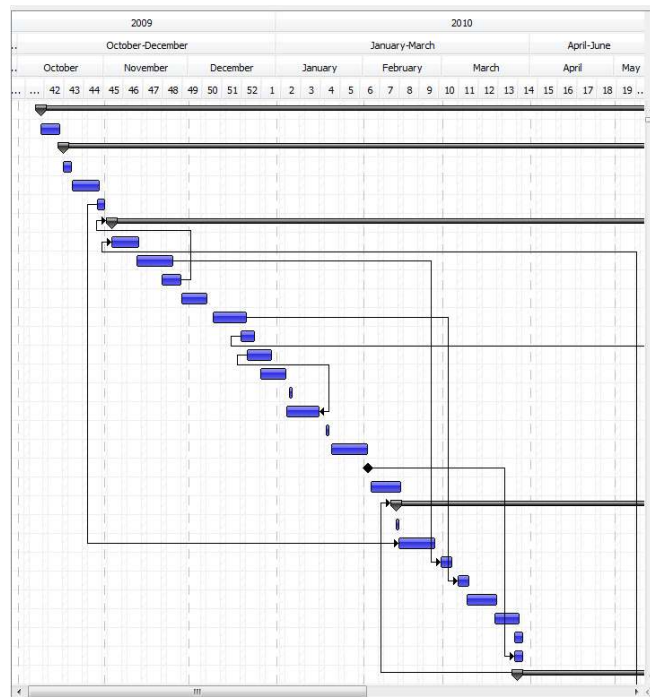 2009 2010
.. October-December January-March April-June
.. October November December January February March April May
... ... 42 43 44 45 46 47 48 49 50 51 52 1 2 3 4 5 6 7 8 9 10 11 12 13 14 15 16 17 18 19 ..